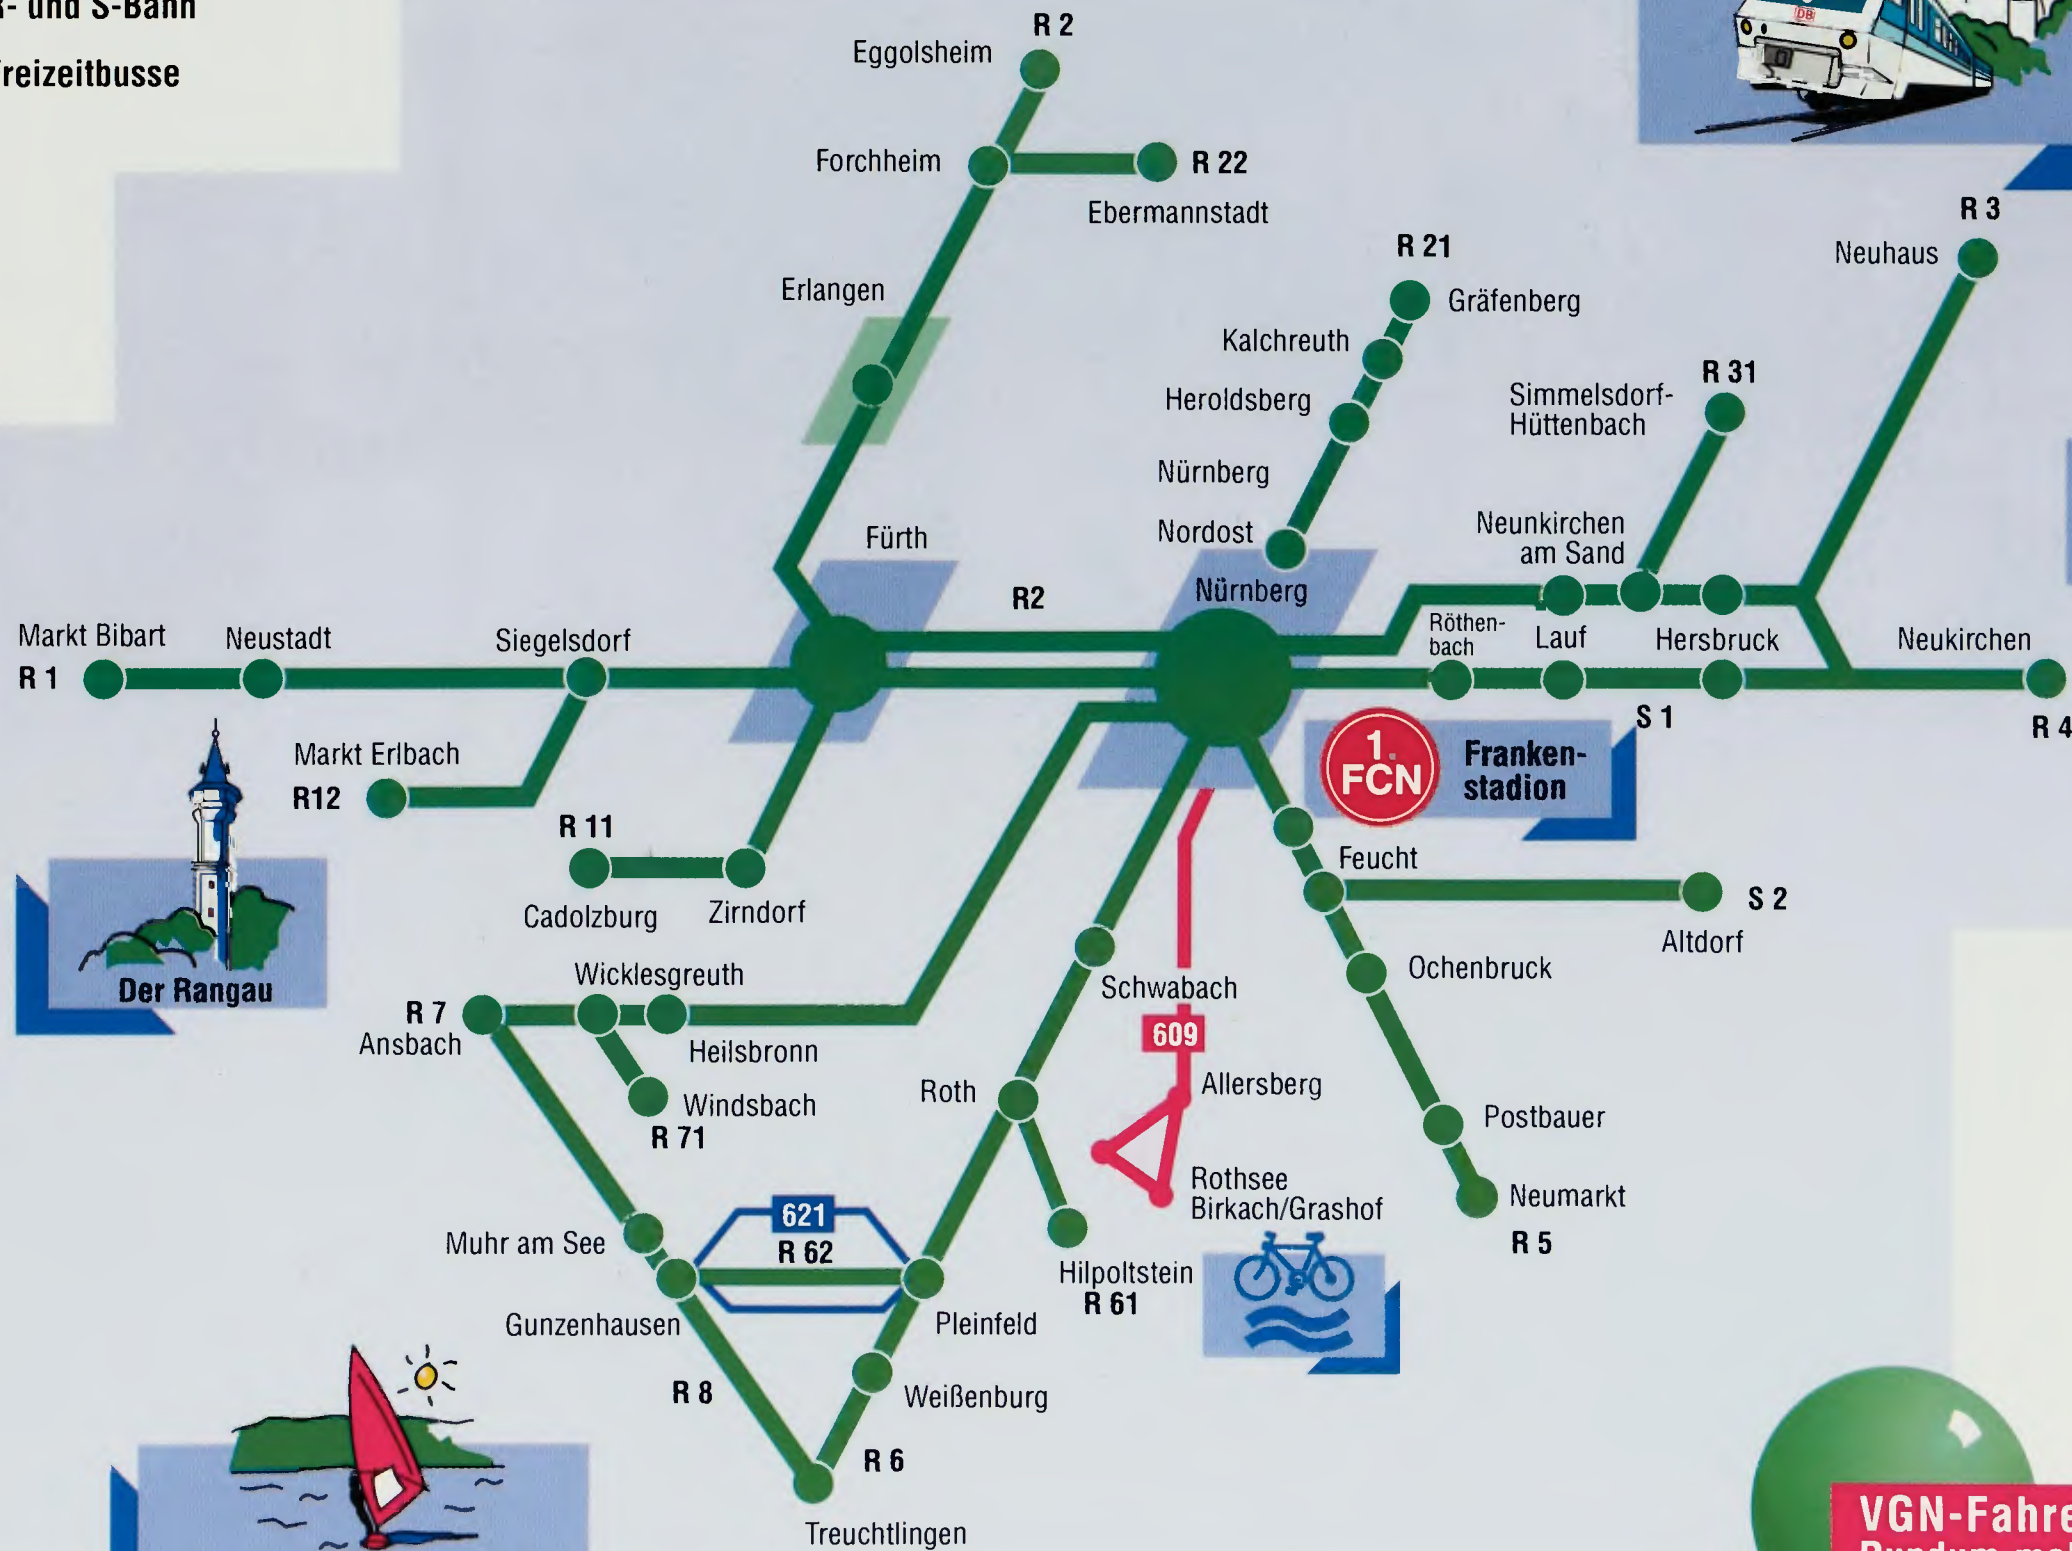 R- und S-Bahn
Freizeitbusse
DB
R 2
Eggolsheim
Forchheim
R 22
Ebermannstadt
Erlangen
R 21
Gräfenberg
Kalchreuth
Heroldsberg
Nürnberg
Nordost
R 3
Neuhaus
R 31
Simmelsdorf-
Hüttenbach
Neunkirchen
am Sand
Fürth
R2
Nürnberg
Röthen-
bach
Lauf
Hersbruck
Neukirchen
Markt Bibart
R 1
Neustadt
Siegelsdorf
S 1
R 4
Markt Erlbach
R12
1.
FCN
Franken-
stadion
R 11
Cadolzburg
Zirndorf
Feucht
S 2
Altdorf
Der Rangau
Wicklesgreuth
R 7
Ansbach
Heilsbronn
Windsbach
R 71
Schwabach
609
Ochenbruck
Roth
Allersberg
Postbauer
Rothsee
Birkach/Grashof
Neumarkt
R 5
Muhr am See
621
R 62
Hilpoltstein
R 61
Gunzenhausen
Pleinfeld
R 8
Weißenburg
R 6
Treuchtlingen
VGN-Fahre